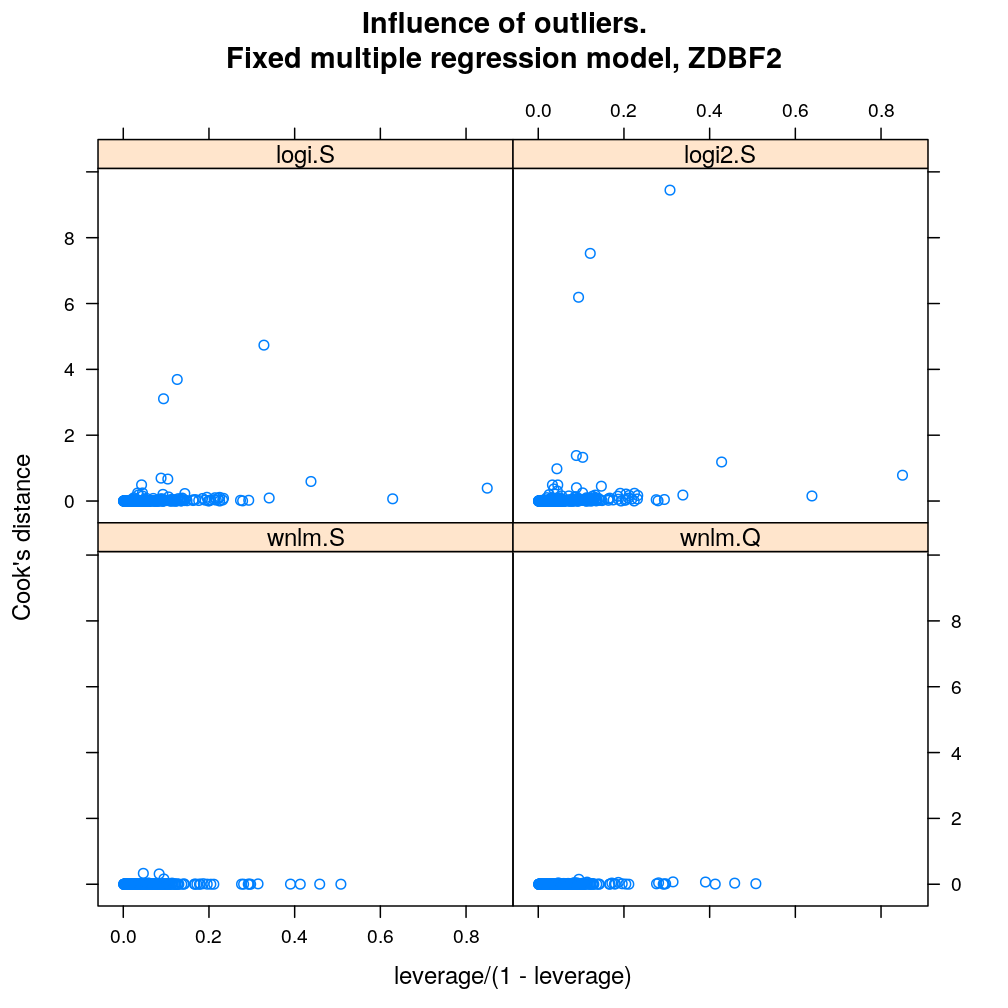 Influence of outliers.
Fixed multiple regression model, ZDBF2
0.0 0.2 0.4 0.6 0.8
logi.S logi2.S
8
6
4
2
0
Cook's distance
wnlm.S wnlm.Q
8
6
4
2
0
0.0 0.2 0.4 0.6 0.8
leverage/(1 - leverage)